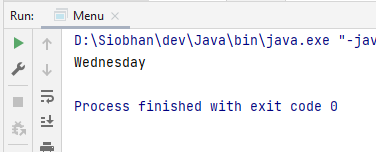 Run: Menu
D:\Siobhan\dev\Java\bin\java.exe "-jav
Wednesday
Process finished with exit code 0